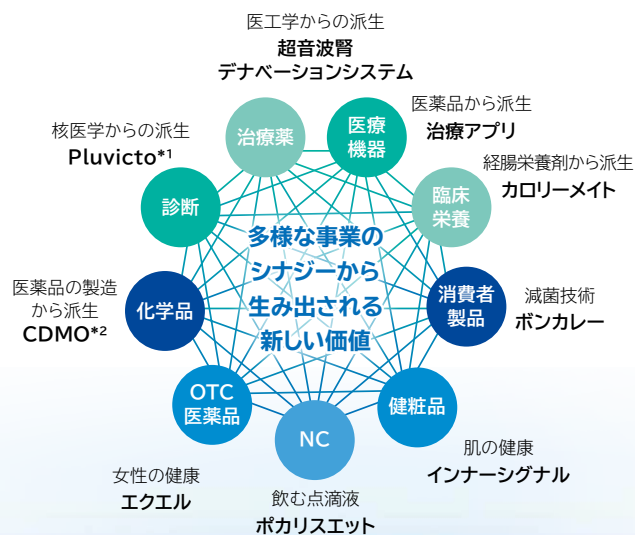 医工学からの派生
超音波腎
デナベーションシステム
治療薬
医療
機器
医薬品から派生
治療アプリ
核医学からの派生
Pluvicto*1
診断
経腸栄養剤から派生
カロリーメイト
臨床
栄養
多様な事業の
シナジーから
生み出される
新しい価値
医薬品の製造
から派生
CDMO*2
化学品
消費者
製品
滅菌技術
ボンカレー
OTC
医薬品
NC
健粧品
女性の健康
エクエル
飲む点滴液
ポカリスエット
肌の健康
インナーシグナル